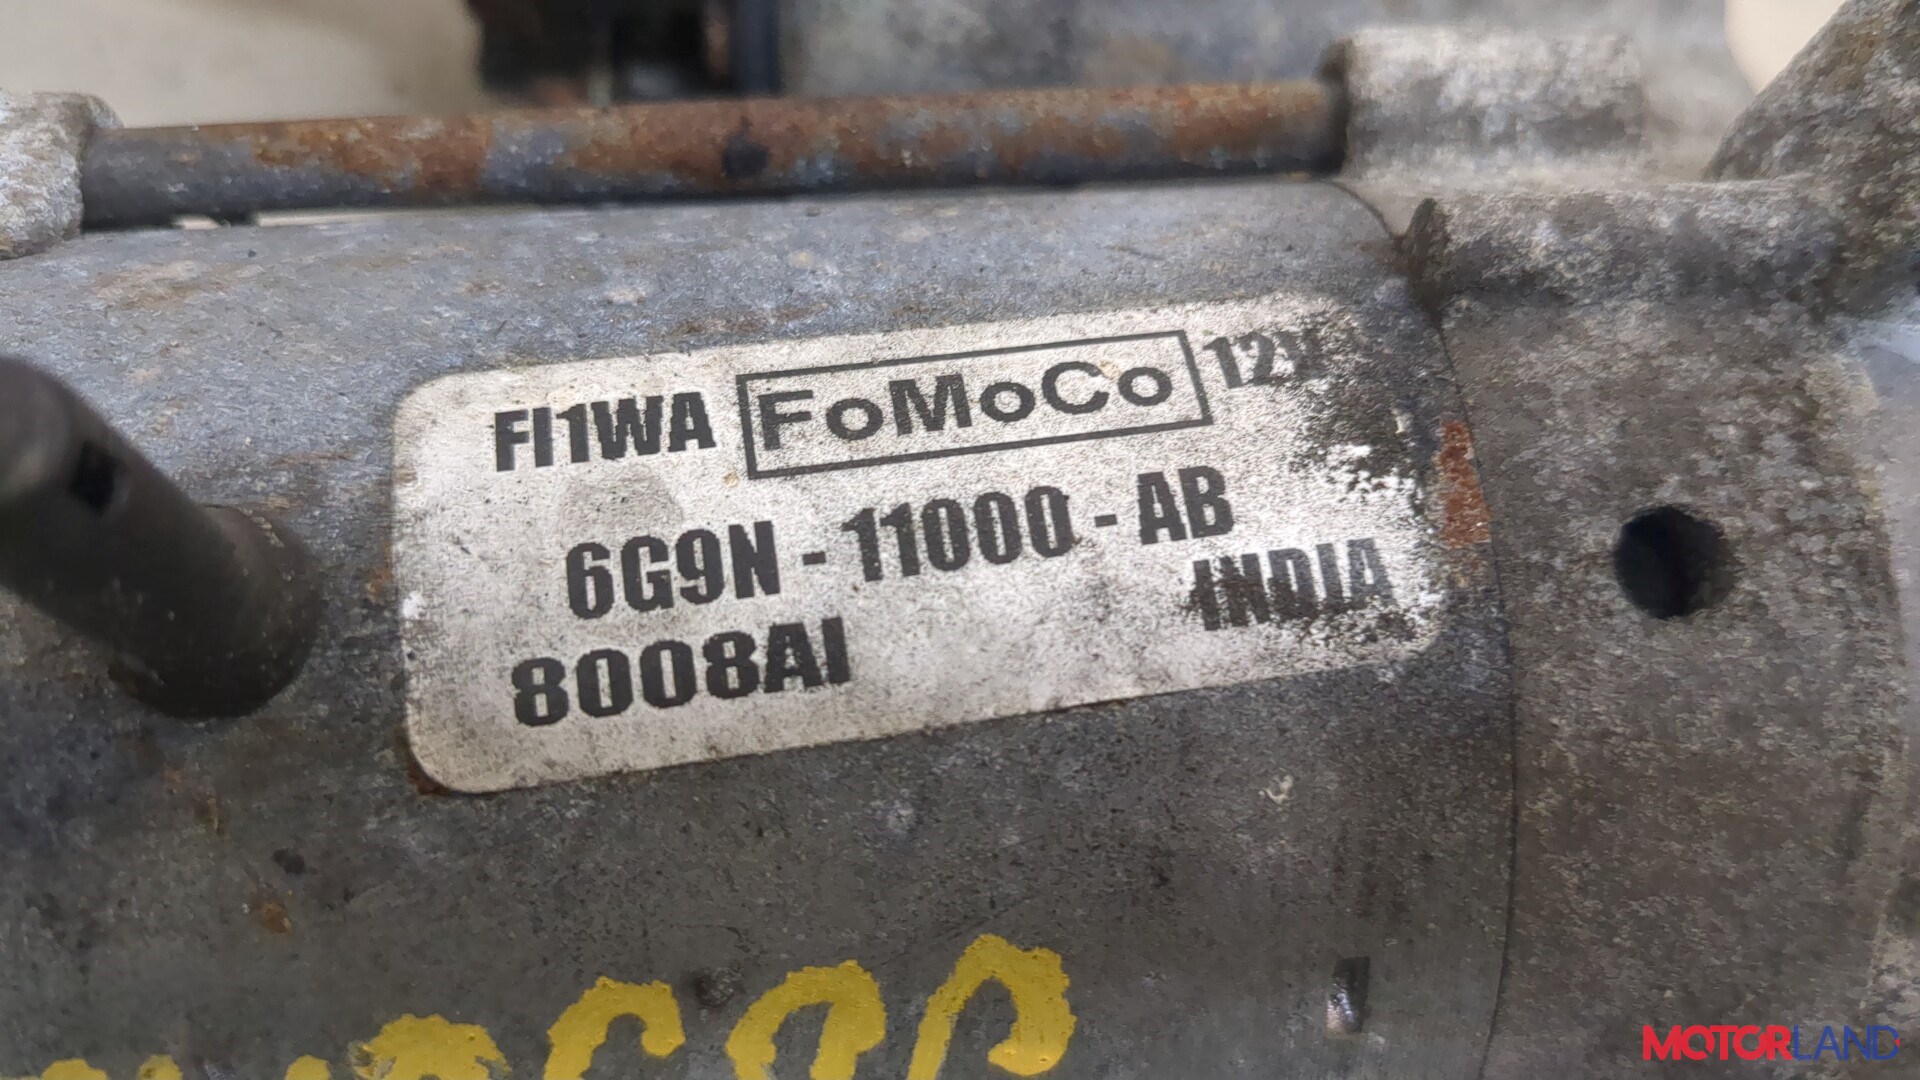 FI1WA FoMoCo 12V
6G9N - 11000 - AB
INDIA
8008AI
MOTORLAND